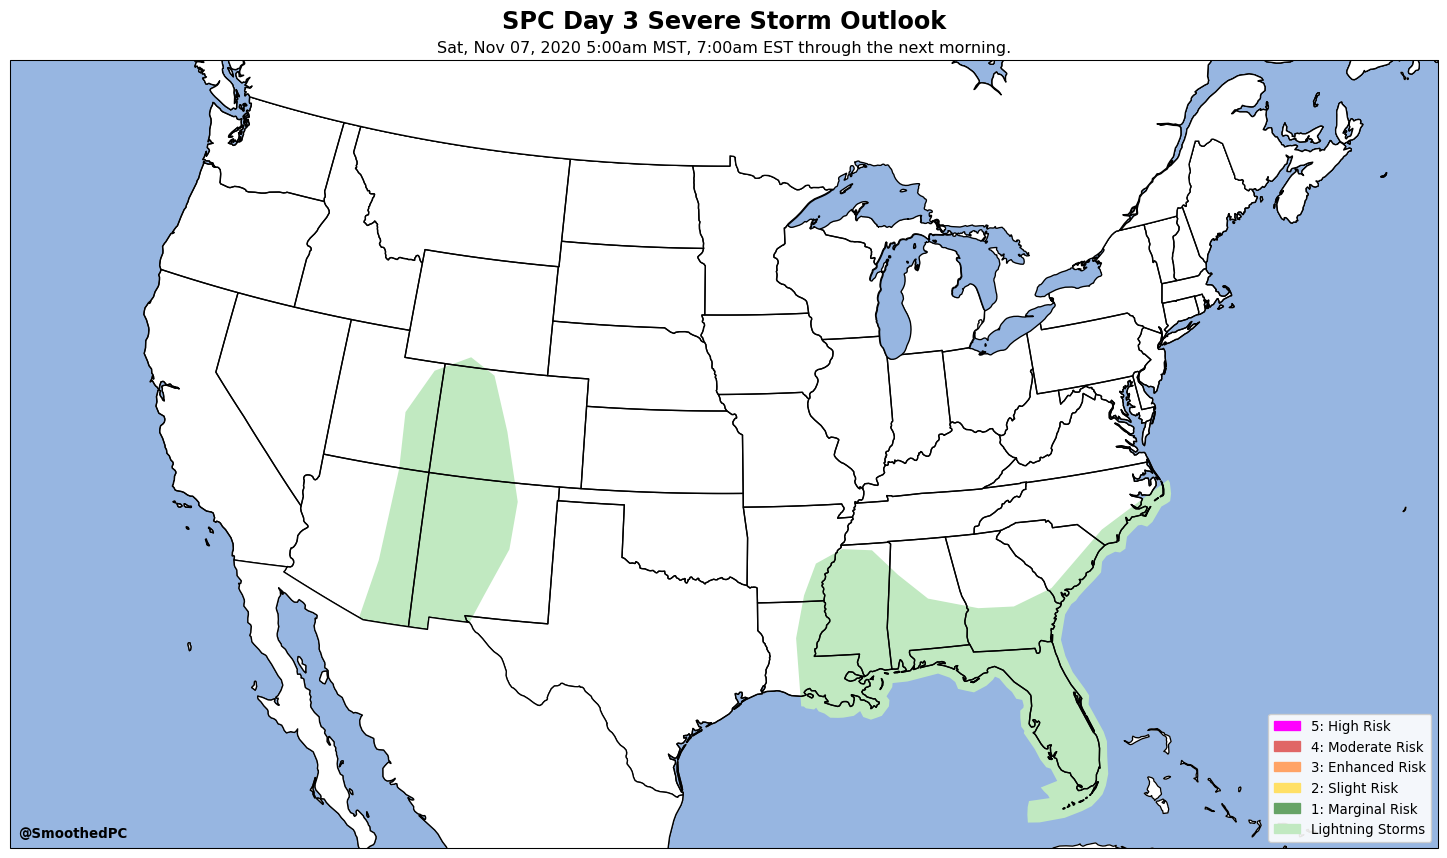 SPC Day 3 Severe Storm Outlook
Sat, Nov 07, 2020 5:00am MST, 7:00am EST through the next morning.
5: High Risk
4: Moderate Risk
3: Enhanced Risk
2: Slight Risk
1: Marginal Risk
Lightning Storms
@SmoothedPC